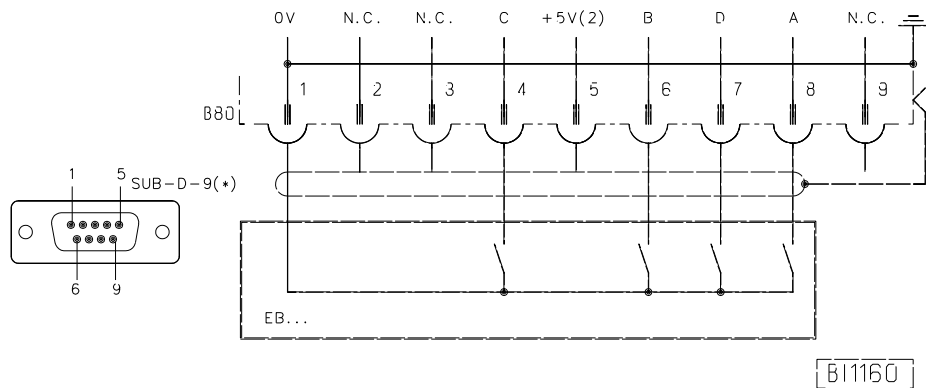 0V N.C. N.C. C +5V(2) B D A N.C.
1 2 3 4 5 6 7 8 9
B80
1 5 SUB-D-9(*)
6 9
EB...
BI1160